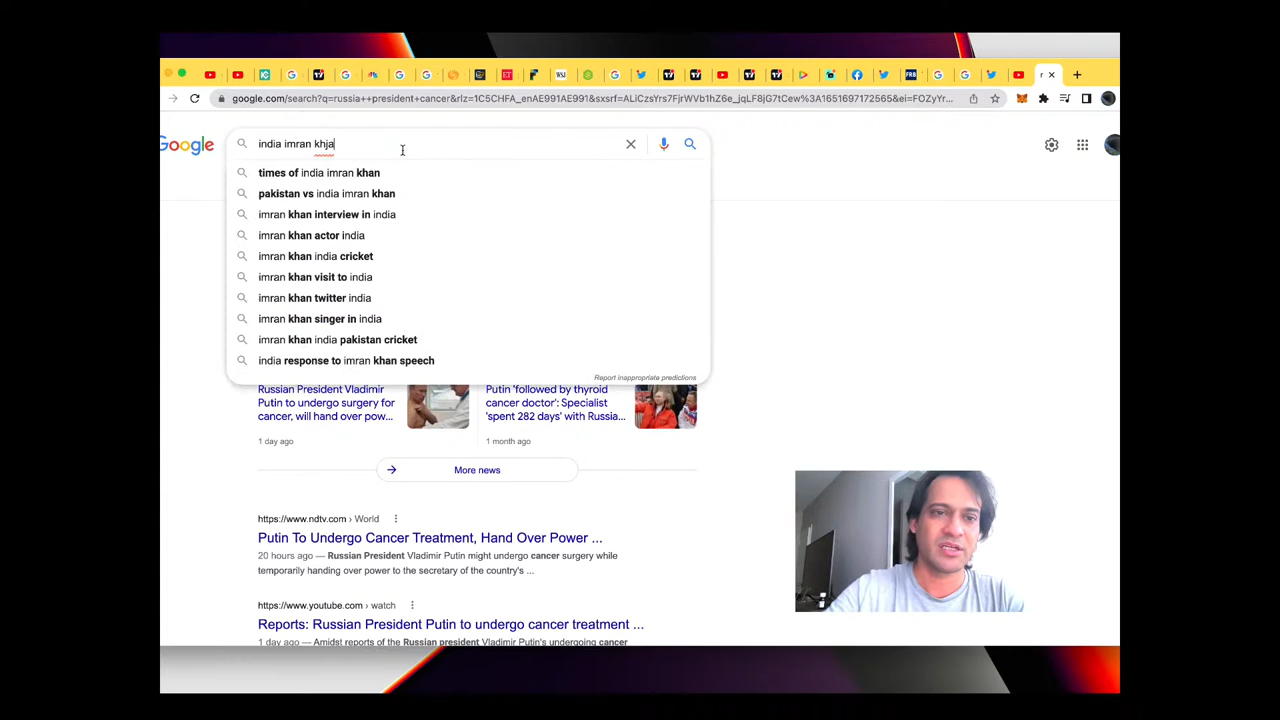 google.com/search?q=russia++president+cancer&rlz=1C5CHFA_enAE991AE991&sxsrf=ALiCzsYrs7FjrWVb1hZ6e_jqLF8jG7tCew%3A1651697172565&ei=FOZyYr...
Google
india imran khja
times of india imran khan
pakistan vs india imran khan
imran khan interview in india
imran khan actor india
imran khan india cricket
imran khan visit to india
imran khan twitter india
imran khan singer in india
imran khan india pakistan cricket
india response to imran khan speech
Report inappropriate predictions
Russian President Vladimir
Putin to undergo surgery for
cancer, will hand over pow...
1 day ago
Putin 'followed by thyroid
cancer doctor': Specialist
'spent 282 days' with Russia...
1 month ago
More news
https://www.ndtv.com › World
Putin To Undergo Cancer Treatment, Hand Over Power ...
20 hours ago — Russian President Vladimir Putin might undergo cancer surgery while
temporarily handing over power to the secretary of the country's ...
https://www.youtube.com › watch
Reports: Russian President Putin to undergo cancer treatment ...
1 day ago — Amidst reports of the Russian president Vladimir Putin's undergoing cancer